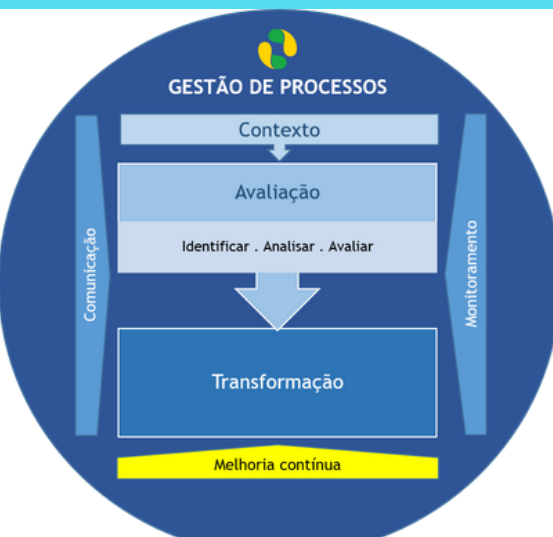 GESTÃO DE PROCESSOS
Contexto
Avaliação
Identificar . Analisar . Avaliar
Comunicação
Monitoramento
Transformação
Melhoria contínua